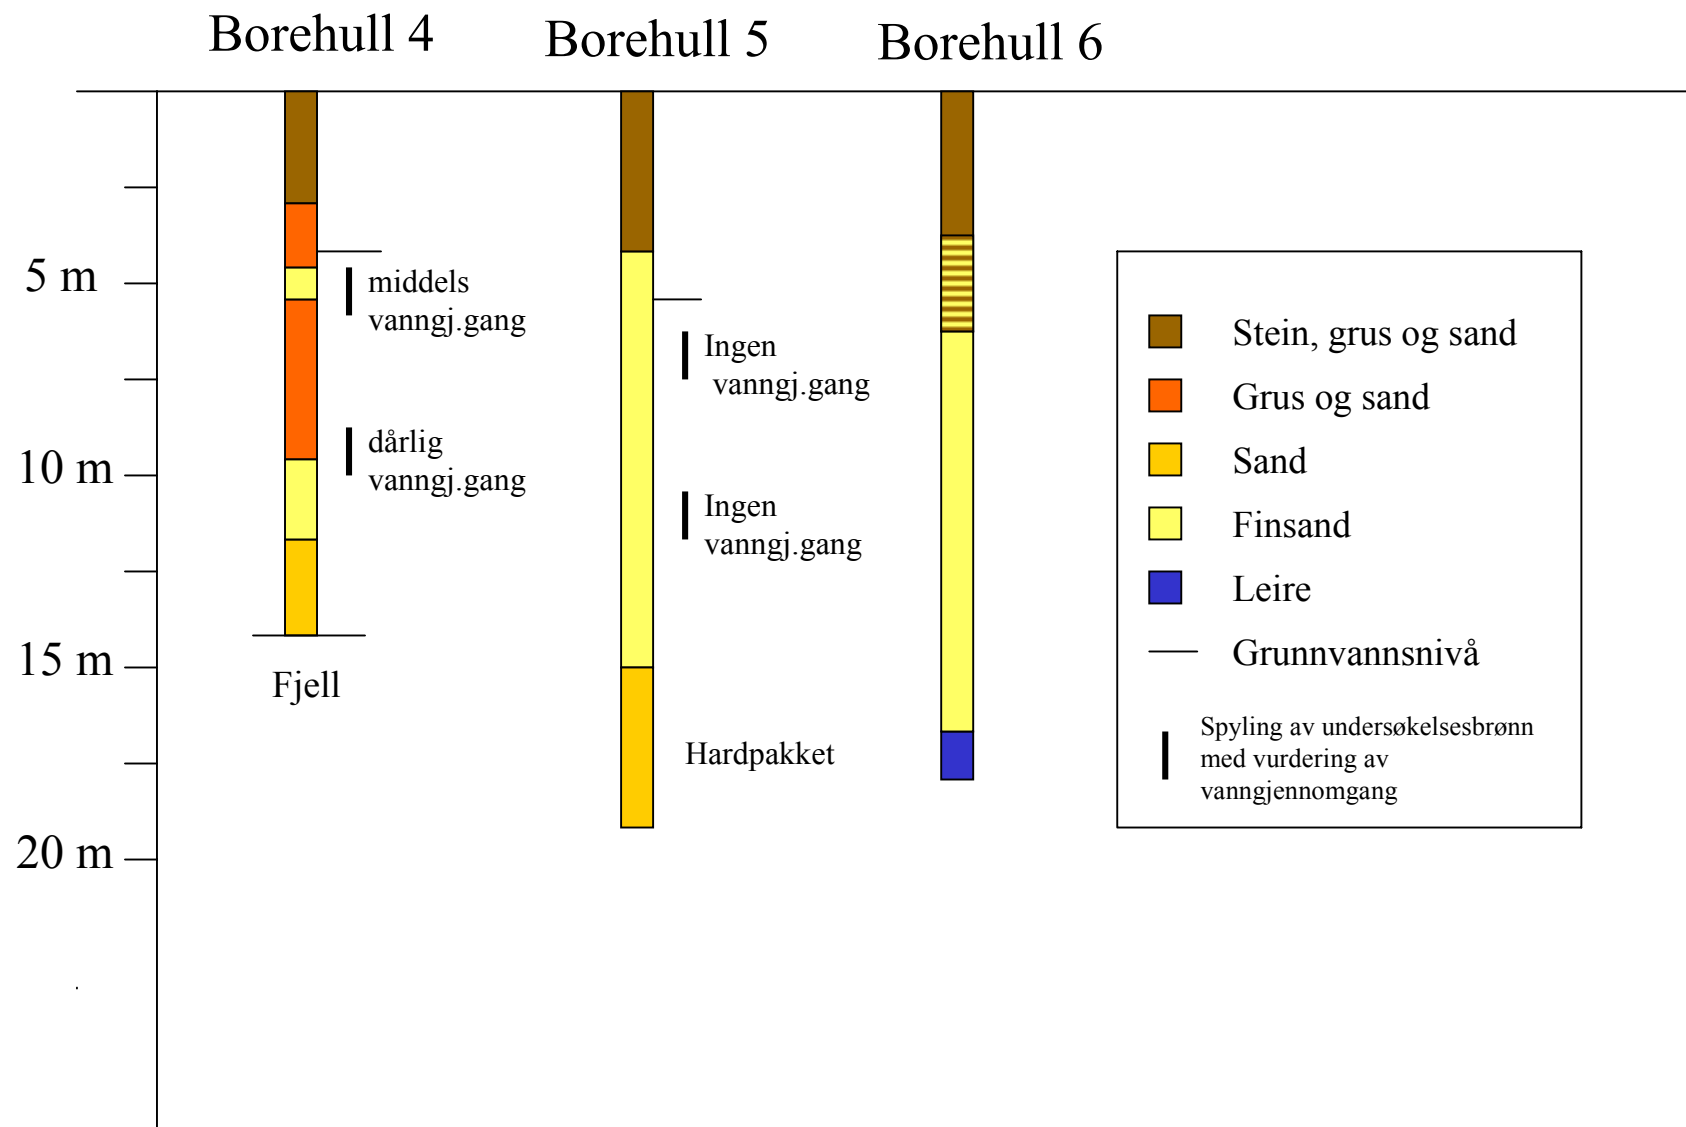 Borehull 4
Borehull 5
Borehull 6
5 m
10 m
15 m
20 m
middels
vanngj.gang
dårlig
vanngj.gang
Fjell
Ingen
vanngj.gang
Ingen
vanngj.gang
Hardpakket
Stein, grus og sand
Grus og sand
Sand
Finsand
Leire
Grunnvannsnivå
Spyling av undersøkelsesbrønn
med vurdering av
vanngjennomgang